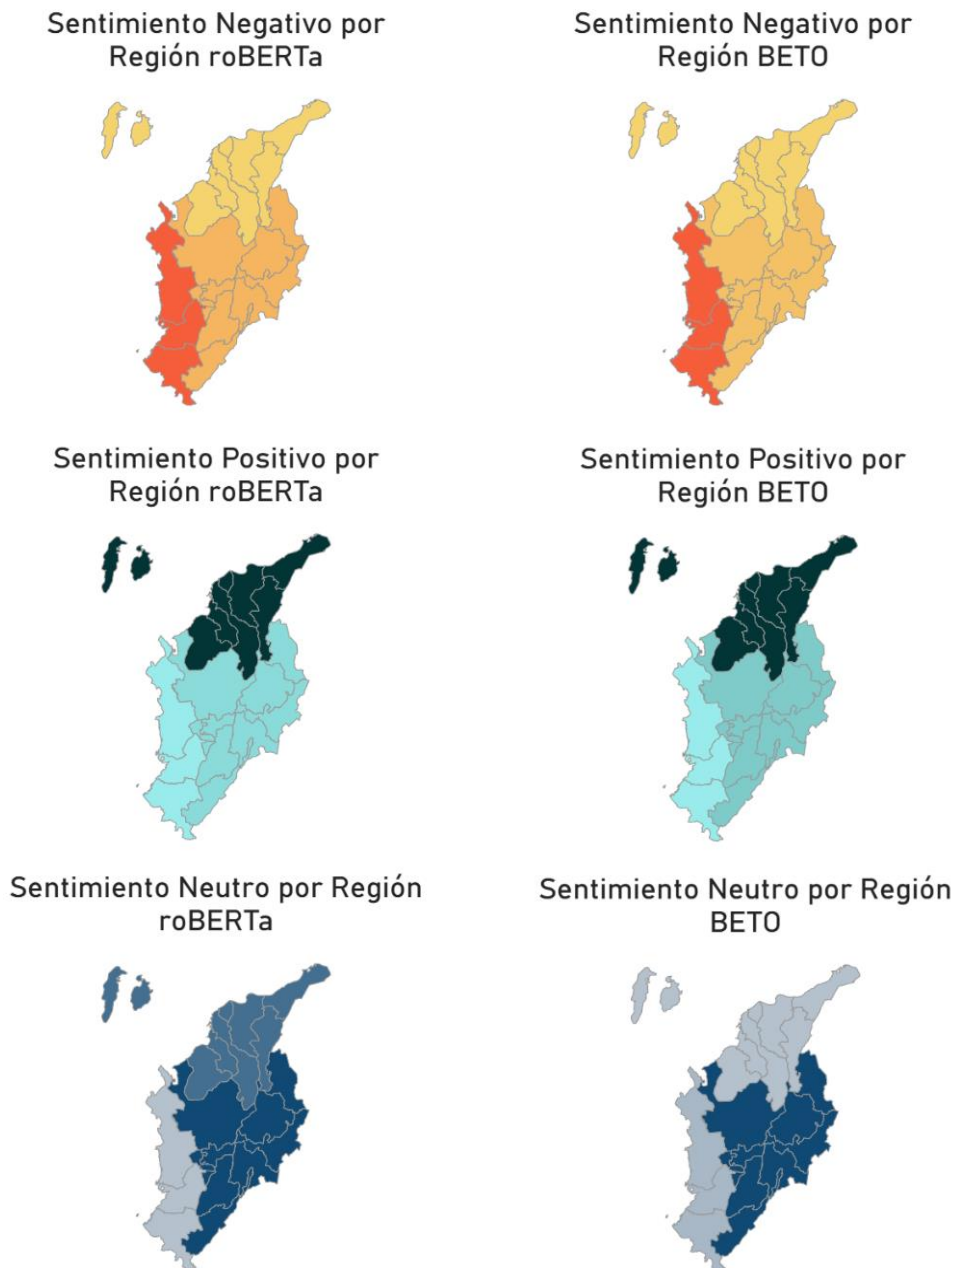 Sentimiento Negativo por
Región roBERTa
Sentimiento Negativo por
Región BETO
Sentimiento Positivo por
Región roBERTa
Sentimiento Positivo por
Región BETO
Sentimiento Neutro por Región
roBERTa
Sentimiento Neutro por Región
BETO